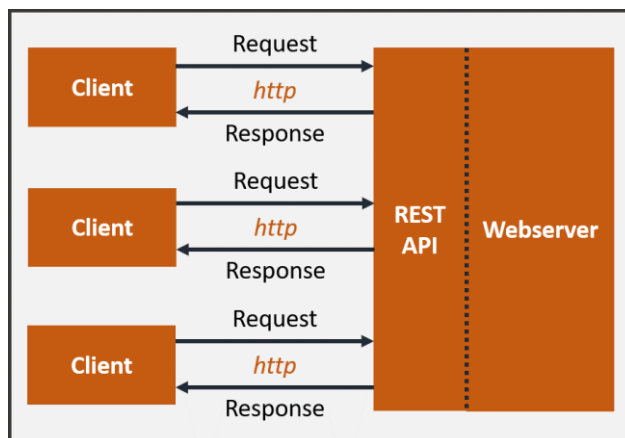 Request
Client
http
Response
Request
Client
http
Response
REST
API
Webserver
Request
Client
http
Response